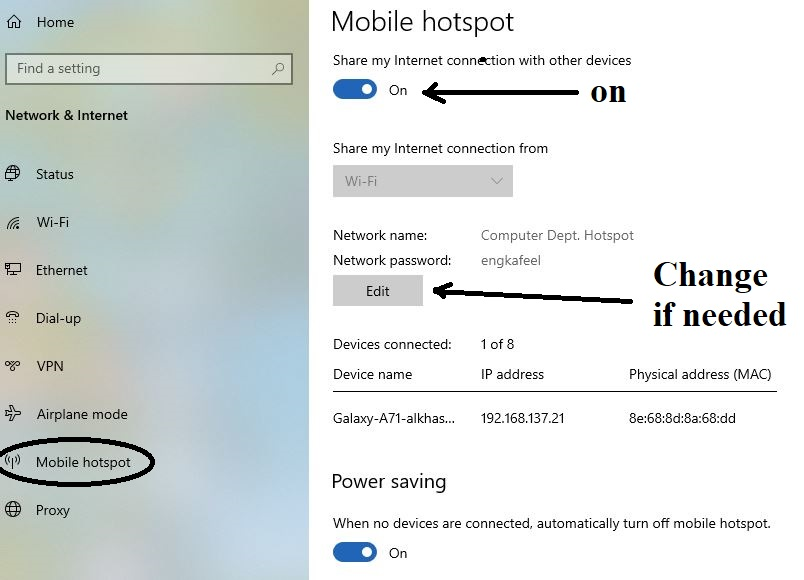 Home
Find a setting
Network & Internet
Status
Wi-Fi
Ethernet
Dial-up
VPN
Airplane mode
Mobile hotspot
Proxy
Mobile hotspot
Share my Internet connection with other devices
On
on
Share my Internet connection from
Wi-Fi
Network name: Computer Dept. Hotspot
Network password: engkafeel
Edit
Change
if needed
Devices connected: 1 of 8
Device name IP address Physical address (MAC)
Galaxy-A71-alkhas... 192.168.137.21 8e:68:8d:8a:68:dd
Power saving
When no devices are connected, automatically turn off mobile hotspot.
On